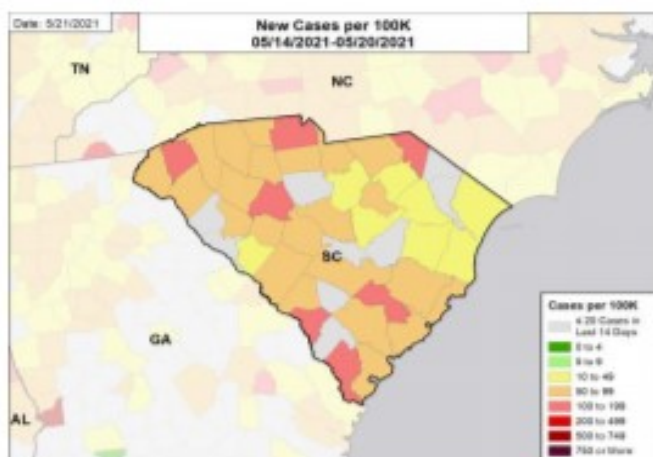 Date: 5/21/2021
New Cases per 100K
05/14/2021-05/20/2021
TN
NC
SC
GA
AL
Cases per 100K
≤ 20 Cases in
Last 14 Days
0 to 4
5 to 9
10 to 49
50 to 99
100 to 199
200 to 499
500 to 749
750 or More